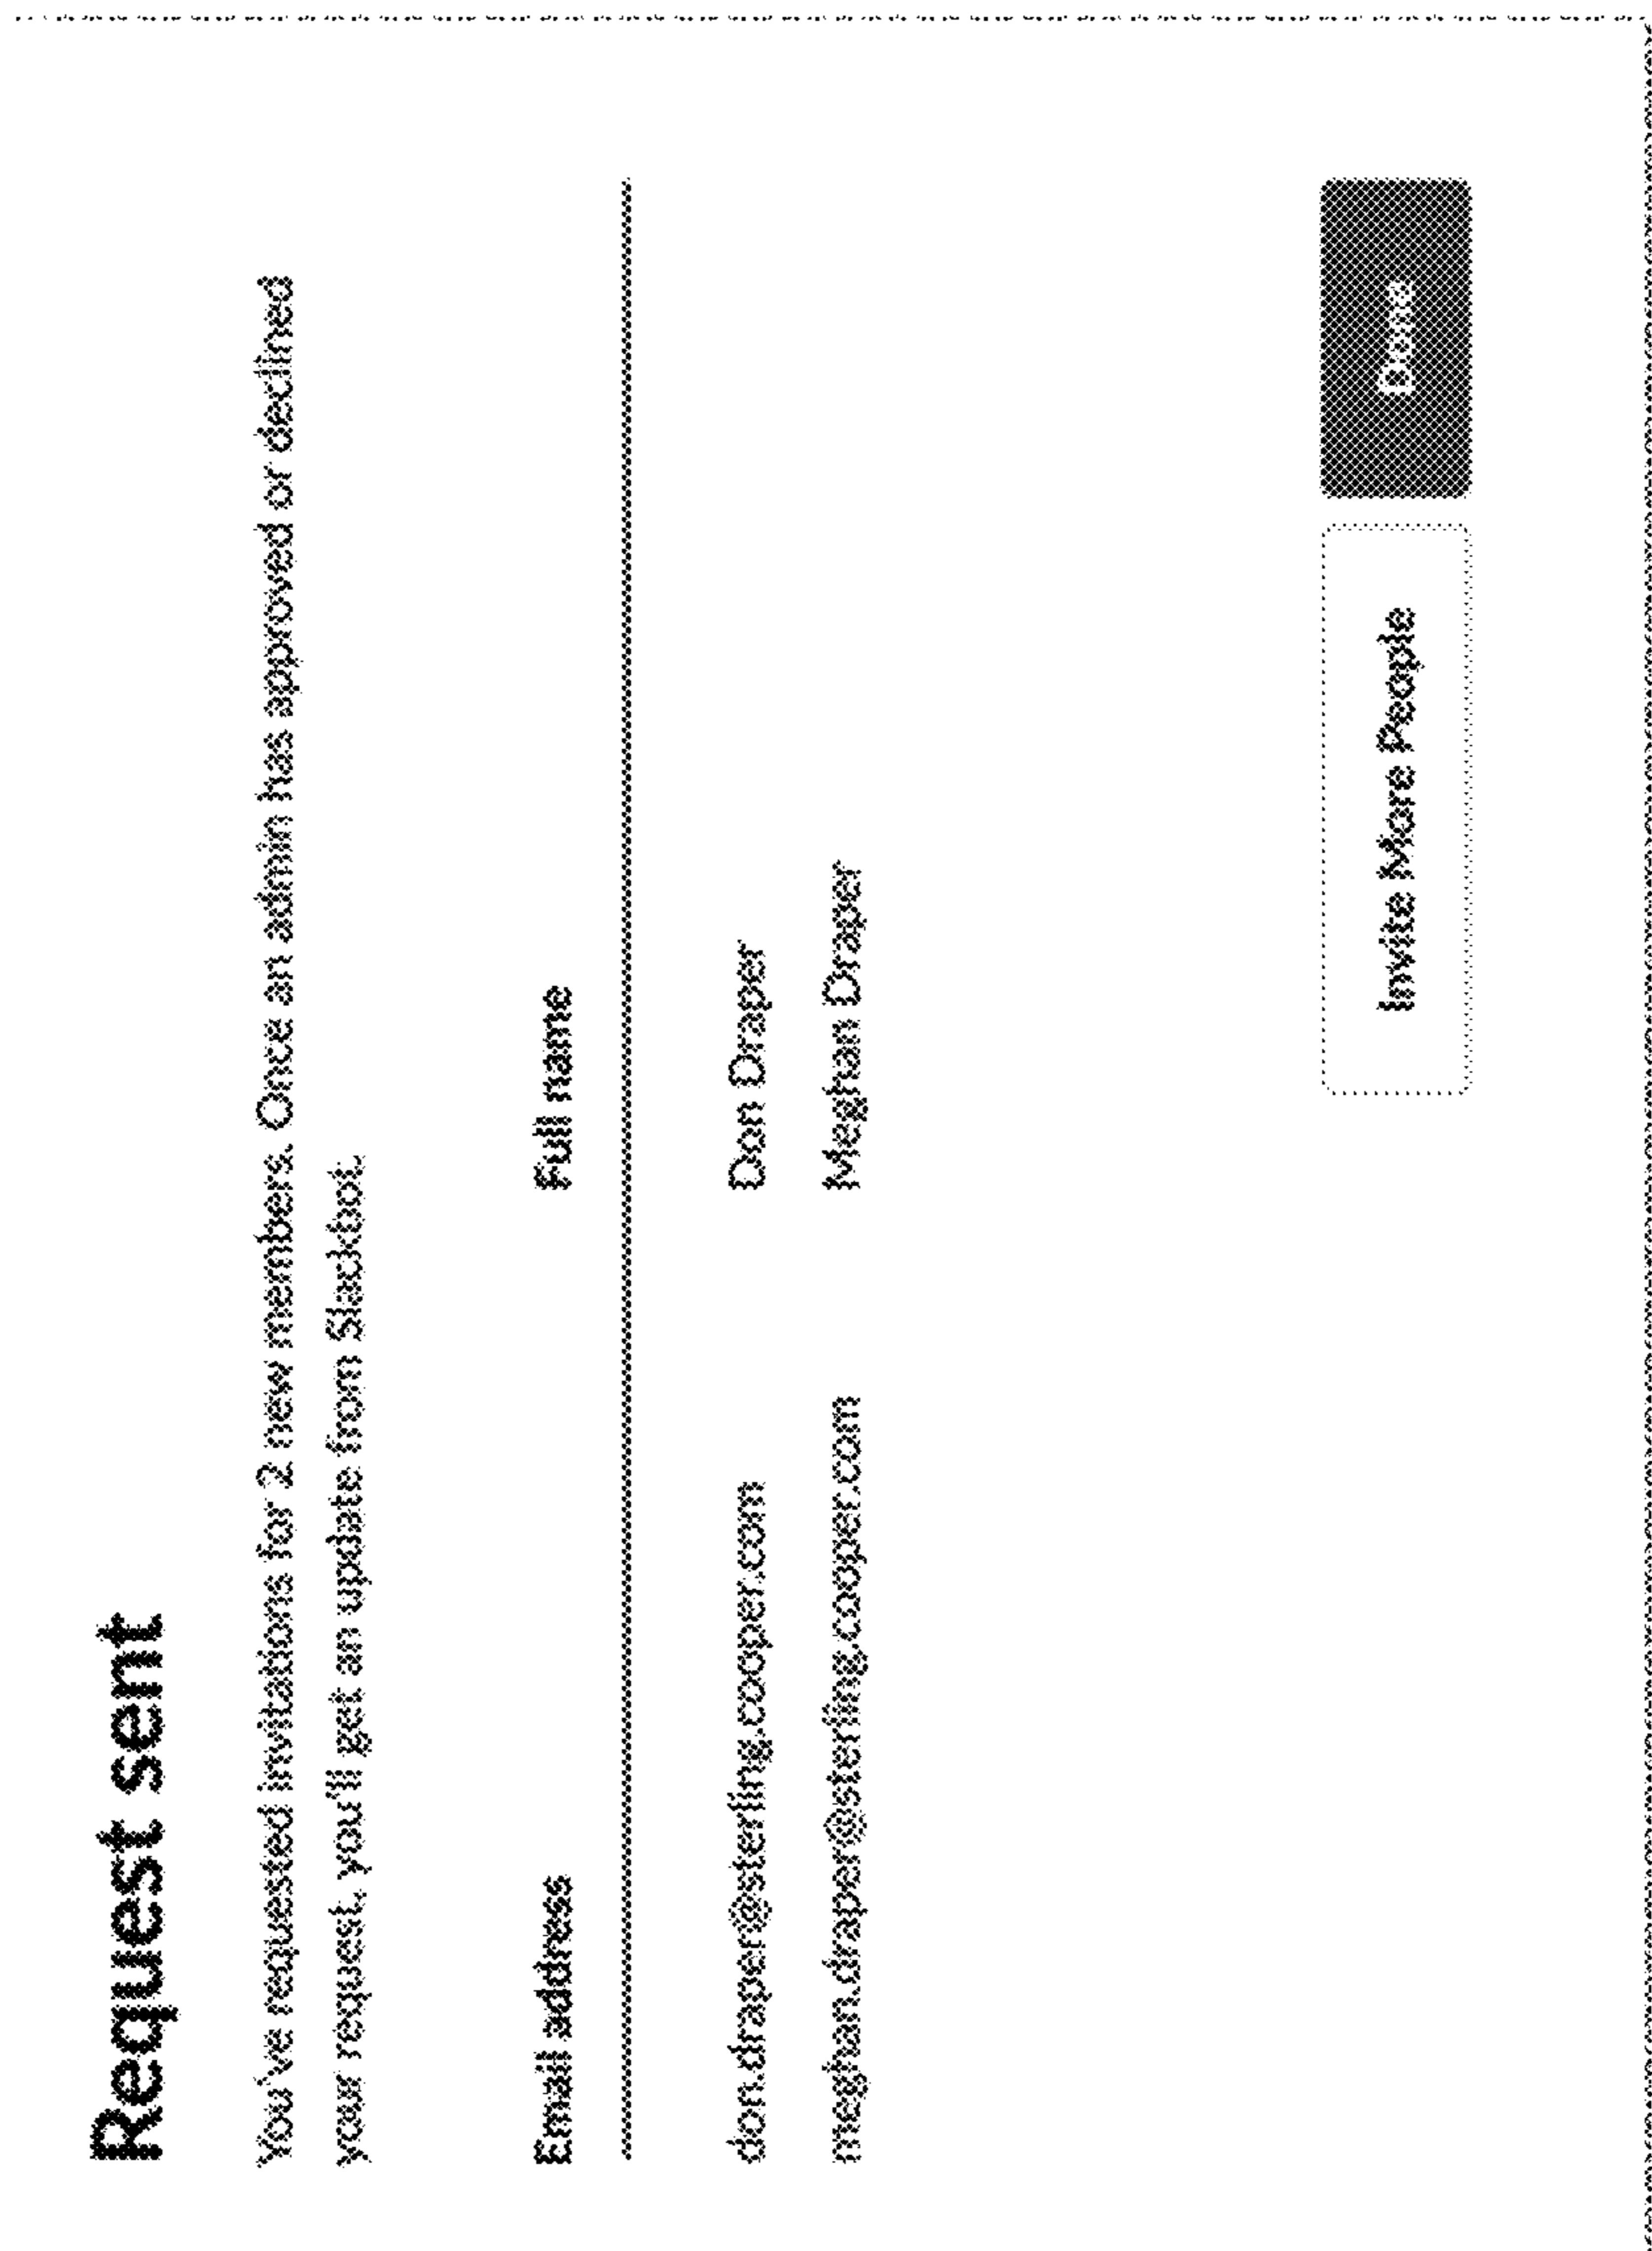 Request sent
You've requested invitations for 2 new members. Once an admin has approved or declined
your request, you'll get an update from Slackbot.
Email address Full name
don.draper@sterling.cooper.com Don Draper
meghan.draper@sterling.cooper.com Meghan Draper
Invite More People Done